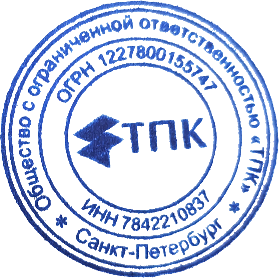 Общество с ограниченной ответственностью «ТПК»
* Санкт-Петербург *
ОГРН 1227800155747
ИНН 7842210837
ТПК